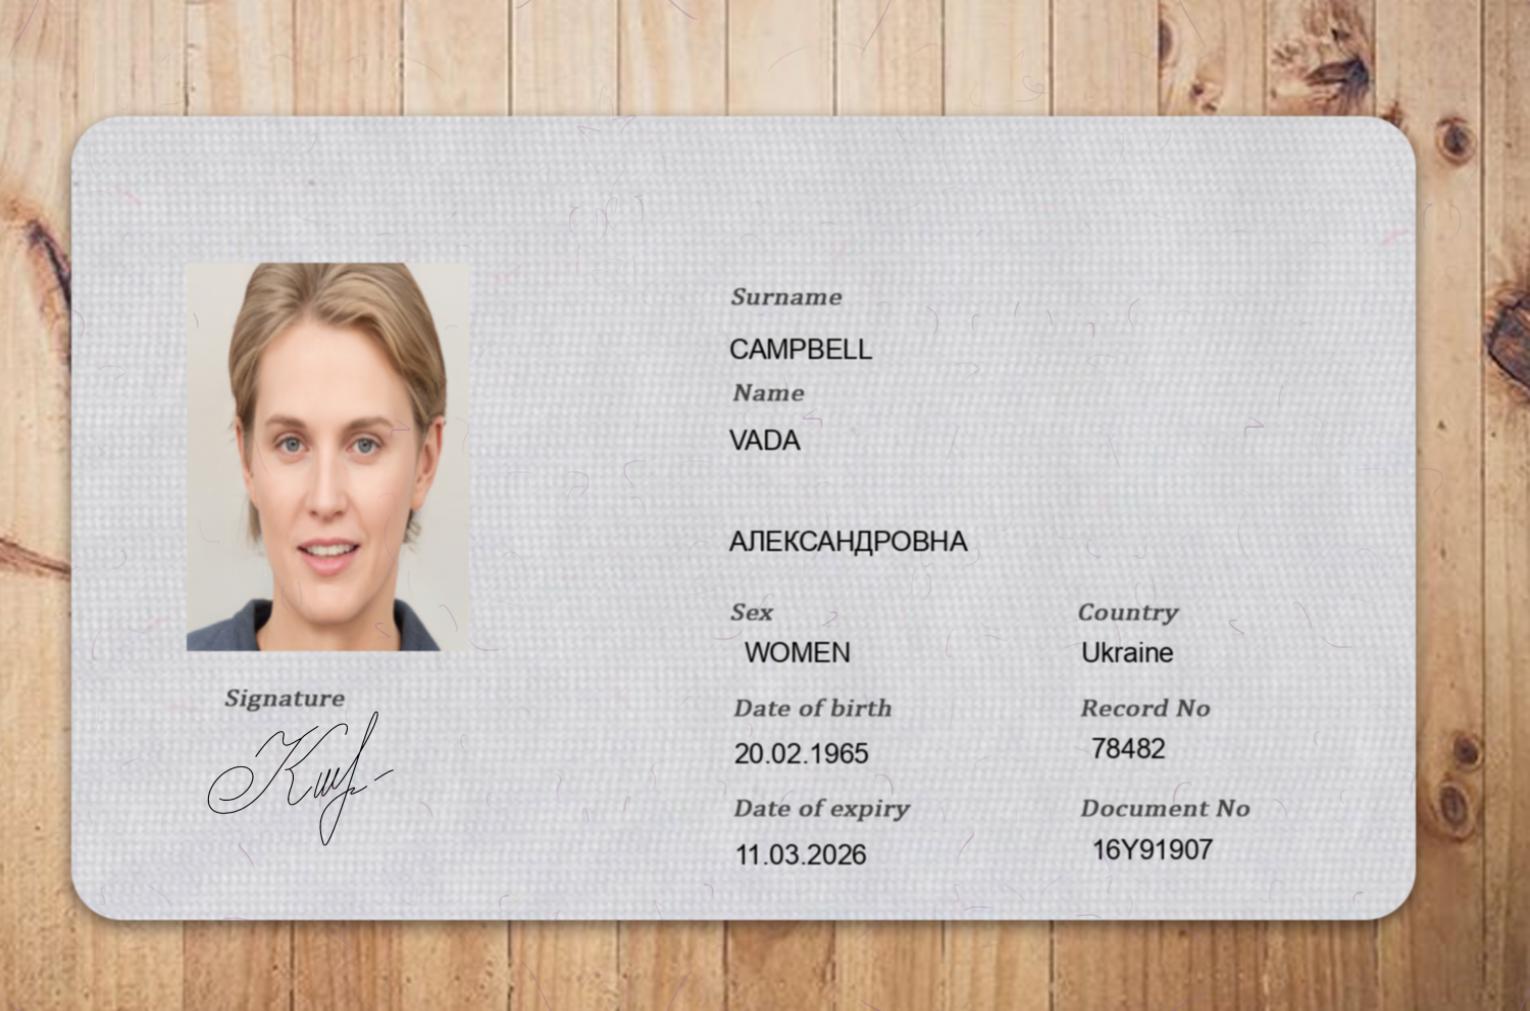 Surname
CAMPBELL
Name
VADA
АЛЕКСАНДРОВНА
Sex
Country
WOMEN
Ukraine
Date of birth
Record No
20.02.1965
78482
Date of expiry
Document No
11.03.2026
16Y91907
Signature